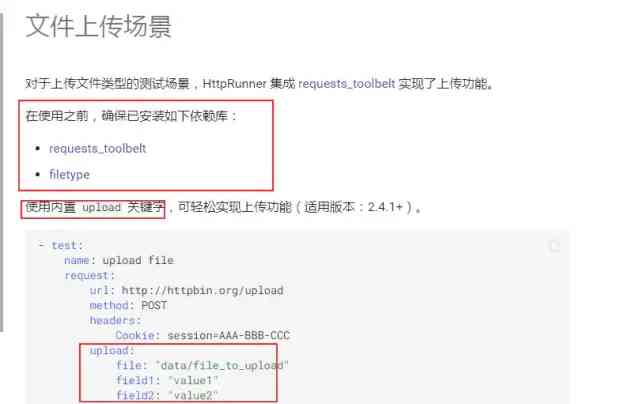 文件上传场景
对于上传文件类型的测试场景，HttpRunner 集成 requests_toolbelt 实现了上传功能。
在使用之前，确保已安装如下依赖库：
• requests_toolbelt
• filetype
使用内置 upload 关键字，可轻松实现上传功能（适用版本：2.4.1+）。
- test:
name: upload file
request:
url: http://httpbin.org/upload
method: POST
headers:
Cookie: session=AAA-BBB-CCC
upload:
file: "data/file_to_upload"
field1: "value1"
field2: "value2"